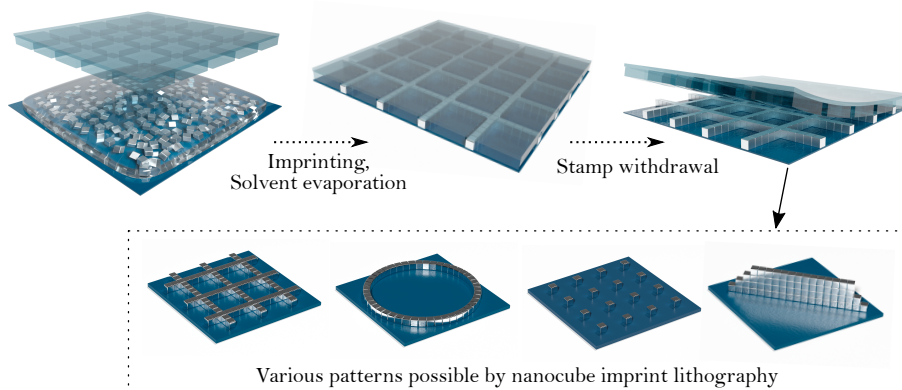 Imprinting,
Solvent evaporation
Stamp withdrawal
Various patterns possible by nanocube imprint lithography